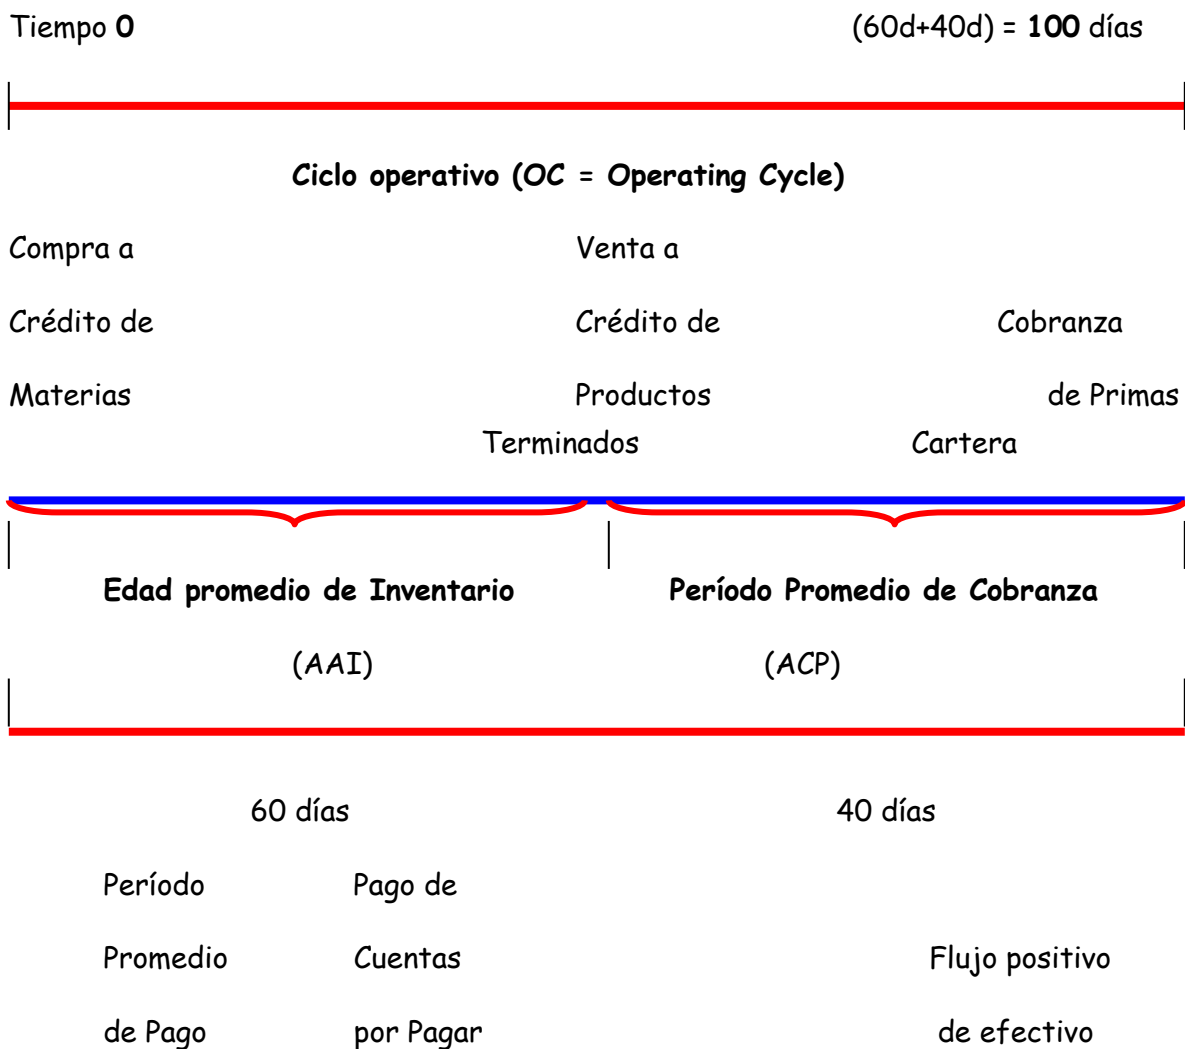 Tiempo 0 (60d+40d) = 100 días
Ciclo operativo (OC = Operating Cycle)
Compra a Venta a
Crédito de Crédito de Cobranza
Materias Productos de Primas
Terminados Cartera
Edad promedio de Inventario Período Promedio de Cobranza
(AAI) (ACP)
60 días 40 días
Período Pago de
Promedio Cuentas Flujo positivo
de Pago por Pagar de efectivo